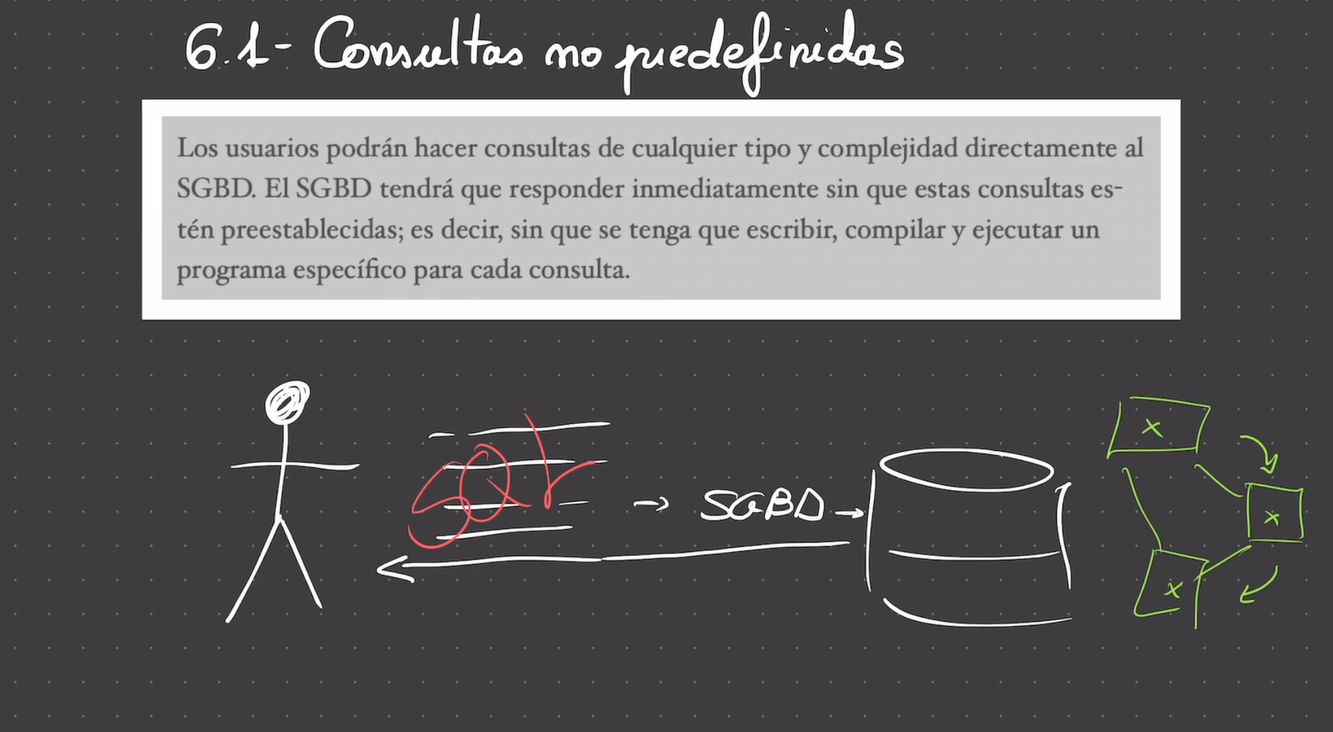 6.1- Consultas no predefinidas
Los usuarios podrán hacer consultas de cualquier tipo y complejidad directamente al
SGBD. El SGBD tendrá que responder inmediatamente sin que estas consultas es-
tén preestablecidas; es decir, sin que se tenga que escribir, compilar y ejecutar un
programa específico para cada consulta.
SQL
→ SGBD →
x
x
x